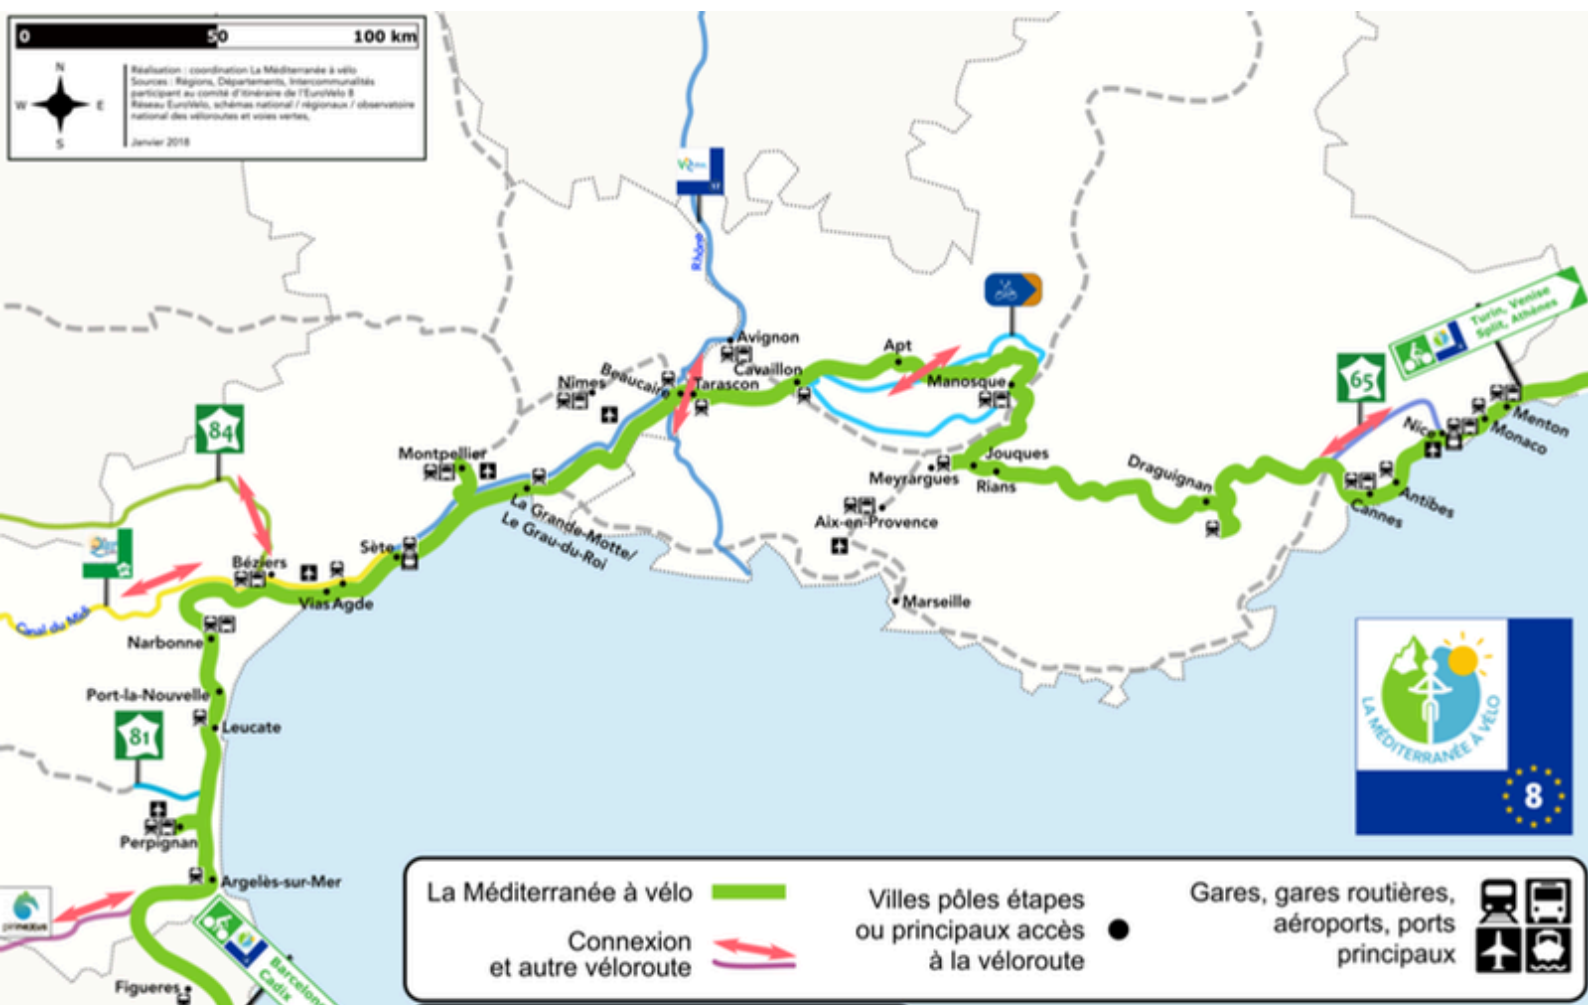 0 50 100 km
Réalisation : coordination La Méditerranée à vélo
Sources : Régions, Départements, Intercommunalités
participant au comité d'itinéraire de l'EuroVelo 8
Réseau EuroVelo, schémas national / régionaux / observatoire
national des véloroutes et voies vertes,
Janvier 2018
N
W E
S
Rhône
Turin, Venise
Split, Athènes
Avignon
Apt
Cavaillon
Manosque
Beaucaire
Tarascon
Nîmes
65
Menton
Monaco
Nice
Antibes
Cannes
84
Montpellier
Jouques
Meyrargues
Rians
Draguignan
La Grande-Motte/
Le Grau-du-Roi
Aix-en-Provence
Sète
Béziers
Vias Agde
Canal du Midi
Marseille
Narbonne
Port-la-Nouvelle
Leucate
81
Perpignan
Argelès-sur-Mer
pirinexus
Barcelone
Cadix
Figueres
LA MÉDITERRANÉE À VÉLO
8
La Méditerranée à vélo
Connexion
et autre véloroute
Villes pôles étapes
ou principaux accès
à la véloroute
Gares, gares routières,
aéroports, ports
principaux